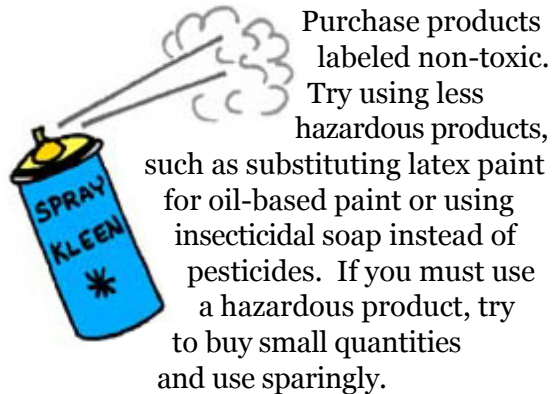 Purchase products
labeled non-toxic.
Try using less
hazardous products,
such as substituting latex paint
for oil-based paint or using
insecticidal soap instead of
pesticides.  If you must use
a hazardous product, try
to buy small quantities
and use sparingly.
SPRAY
KLEEN